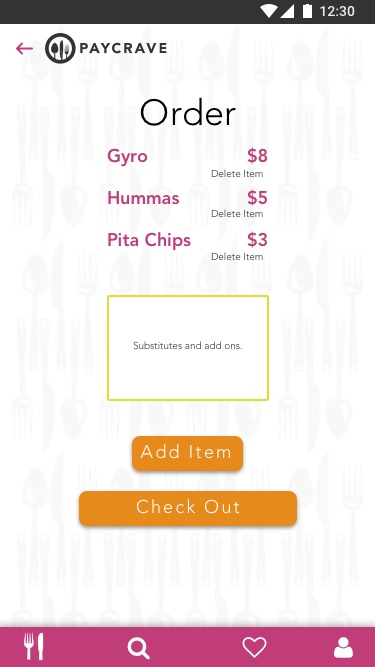 12:30
PAYCRAVE
Order
Gyro $8
Delete Item
Hummas $5
Delete Item
Pita Chips $3
Delete Item
Substitutes and add ons.
Add Item
Check Out